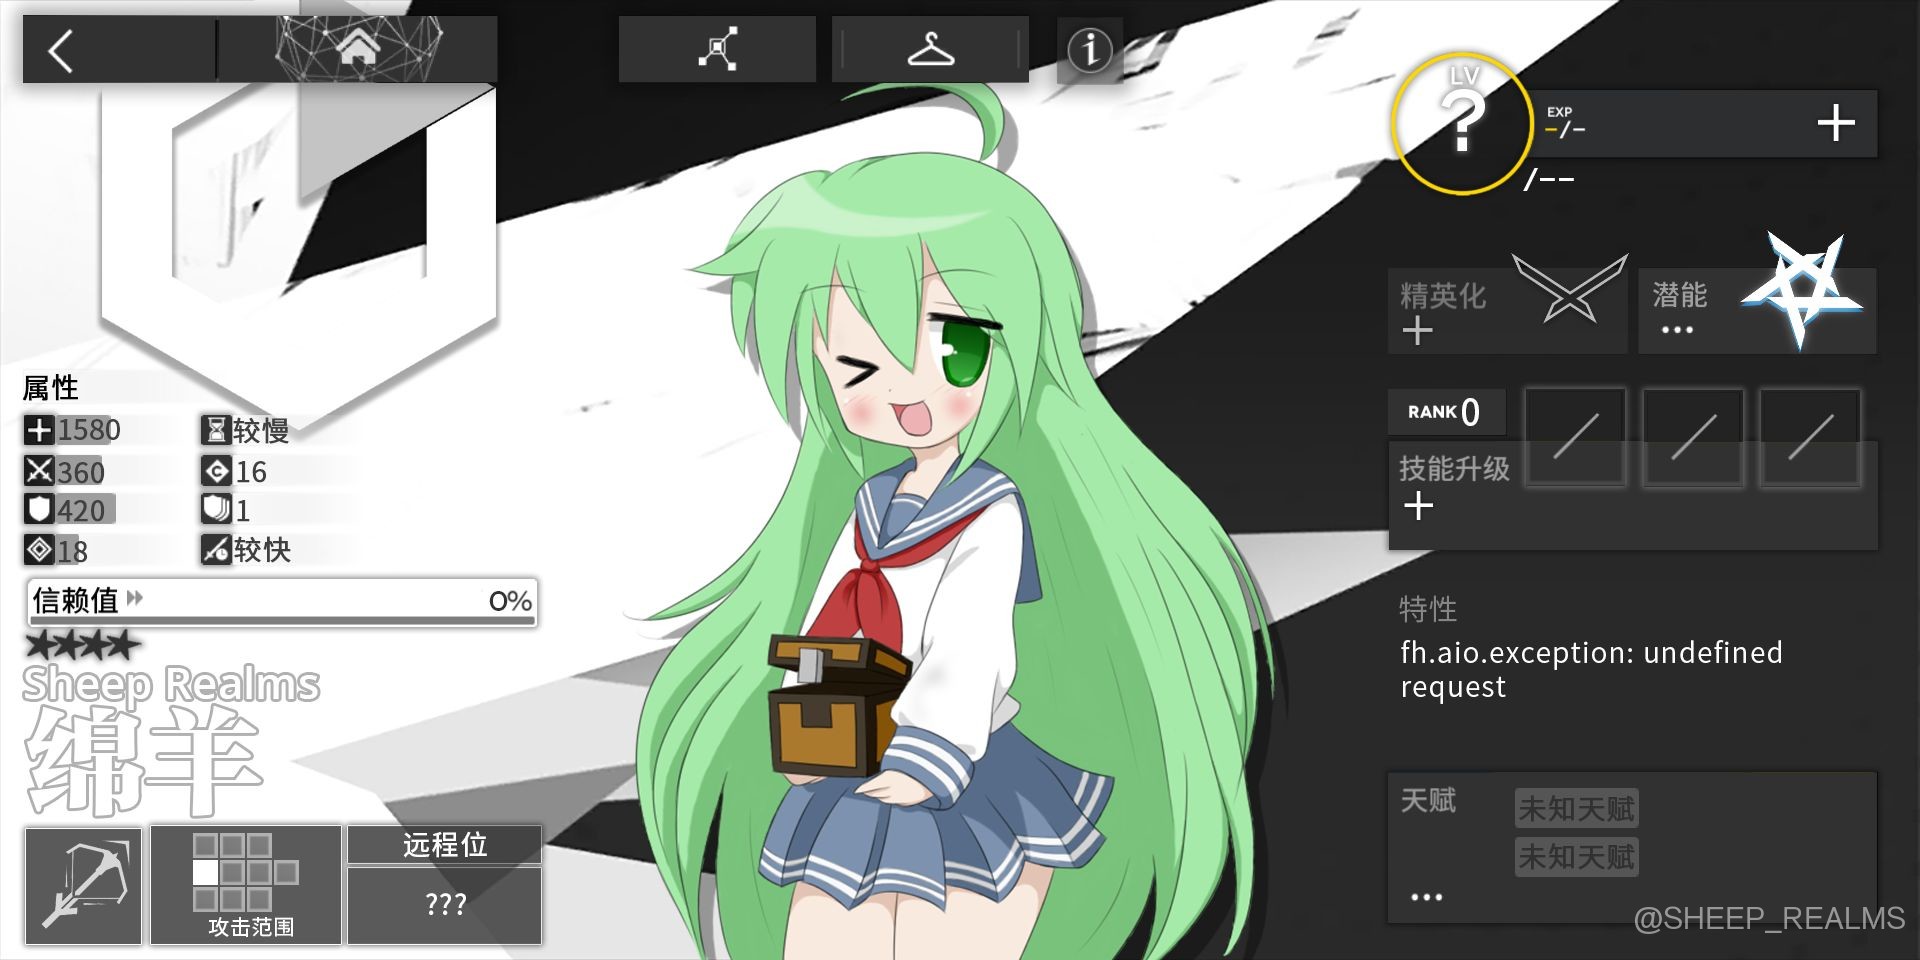 LV
?
EXP
-/-
/--
精英化
潜能
RANK 0
技能升级
属性
1580 较慢
360 16
420 1
18 较快
信赖值 0%
Sheep Realms
绵羊
攻击范围
远程位
???
特性
fh.aio.exception: undefined
request
天赋
未知天赋
未知天赋
@SHEEP_REALMS